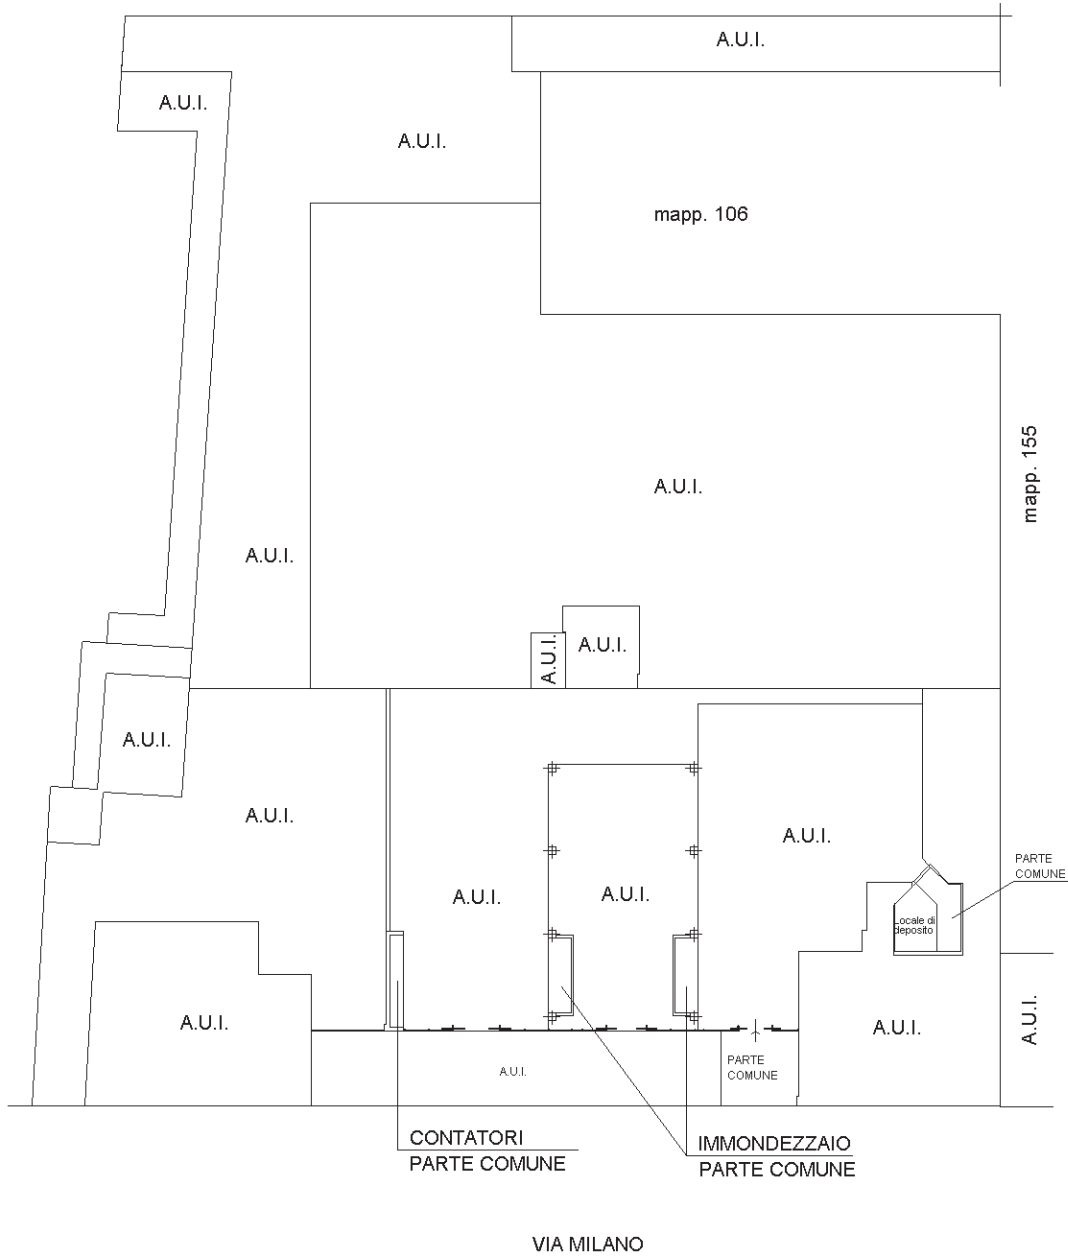 A.U.I.
A.U.I.
A.U.I.
mapp. 106
mapp. 155
A.U.I.
A.U.I.
A.U.I.
A.U.I.
A.U.I.
A.U.I.
A.U.I.
PARTE
COMUNE
A.U.I.
A.U.I.
Locale di
deposito
A.U.I.
A.U.I.
A.U.I.
PARTE
COMUNE
A.U.I.
CONTATORI
PARTE COMUNE
IMMONDEZZAIO
PARTE COMUNE
VIA MILANO